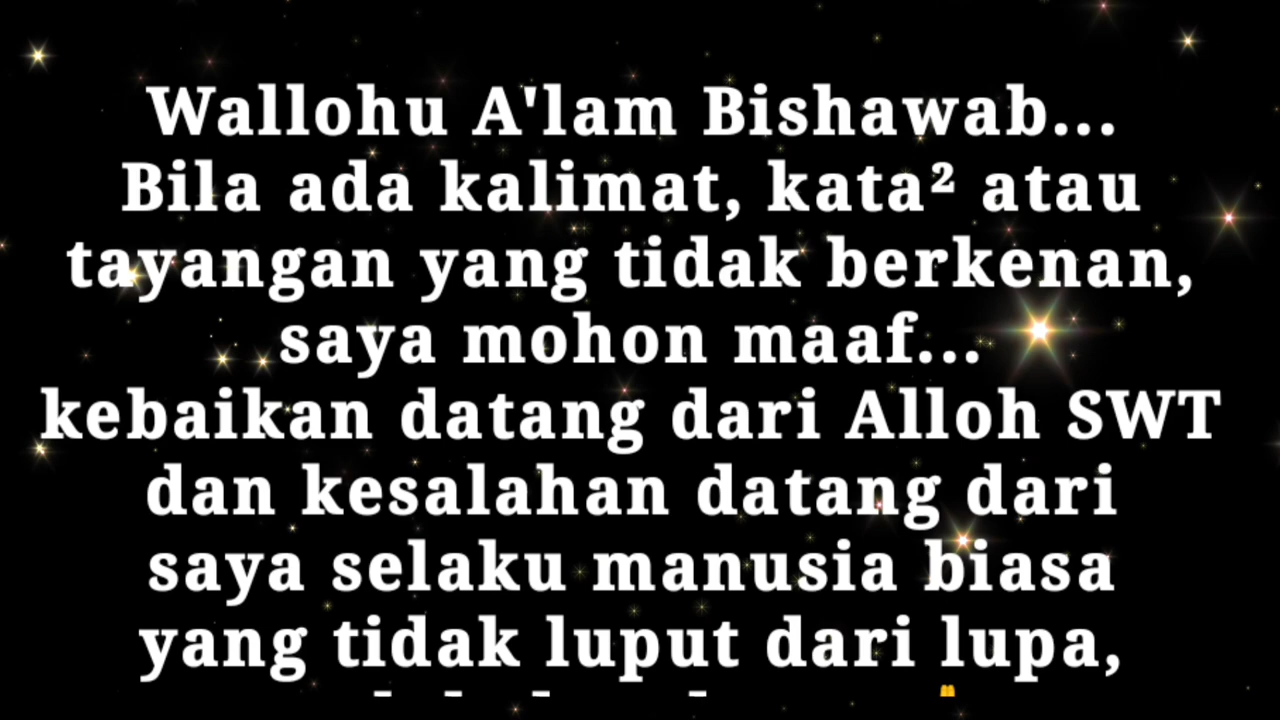 Wallohu A'lam Bishawab...
Bila ada kalimat, kata² atau
tayangan yang tidak berkenan,
saya mohon maaf...
kebaikan datang dari Alloh SWT
dan kesalahan datang dari
saya selaku manusia biasa
yang tidak luput dari lupa,